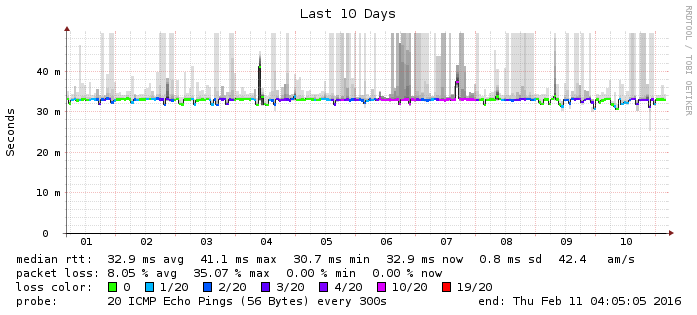 Last 10 Days
RRDTOOL / TOBI OETIKER
Seconds
40 m
30 m
20 m
10 m
0
01 02 03 04 05 06 07 08 09 10
median rtt: 32.9 ms avg 41.1 ms max 30.7 ms min 32.9 ms now 0.8 ms sd 42.4 am/s
packet loss: 8.05 % avg 35.07 % max 0.00 % min 0.00 % now
loss color: 0 1/20 2/20 3/20 4/20 10/20 19/20
probe: 20 ICMP Echo Pings (56 Bytes) every 300s end: Thu Feb 11 04:05:05 2016